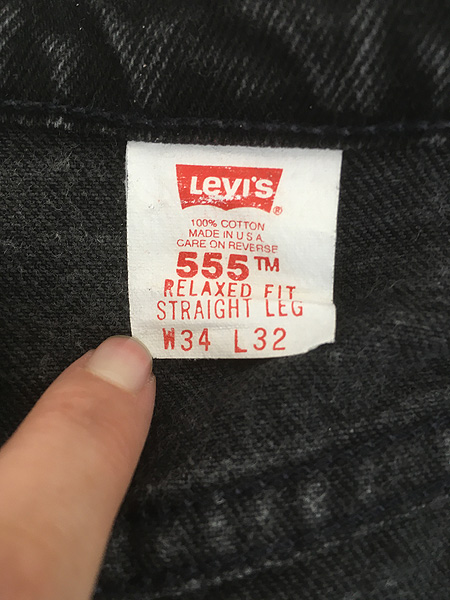 LEVI'S ®
100% COTTON
MADE IN U S A
CARE ON REVERSE
555™
RELAXED FIT
STRAIGHT LEG
W34 L32